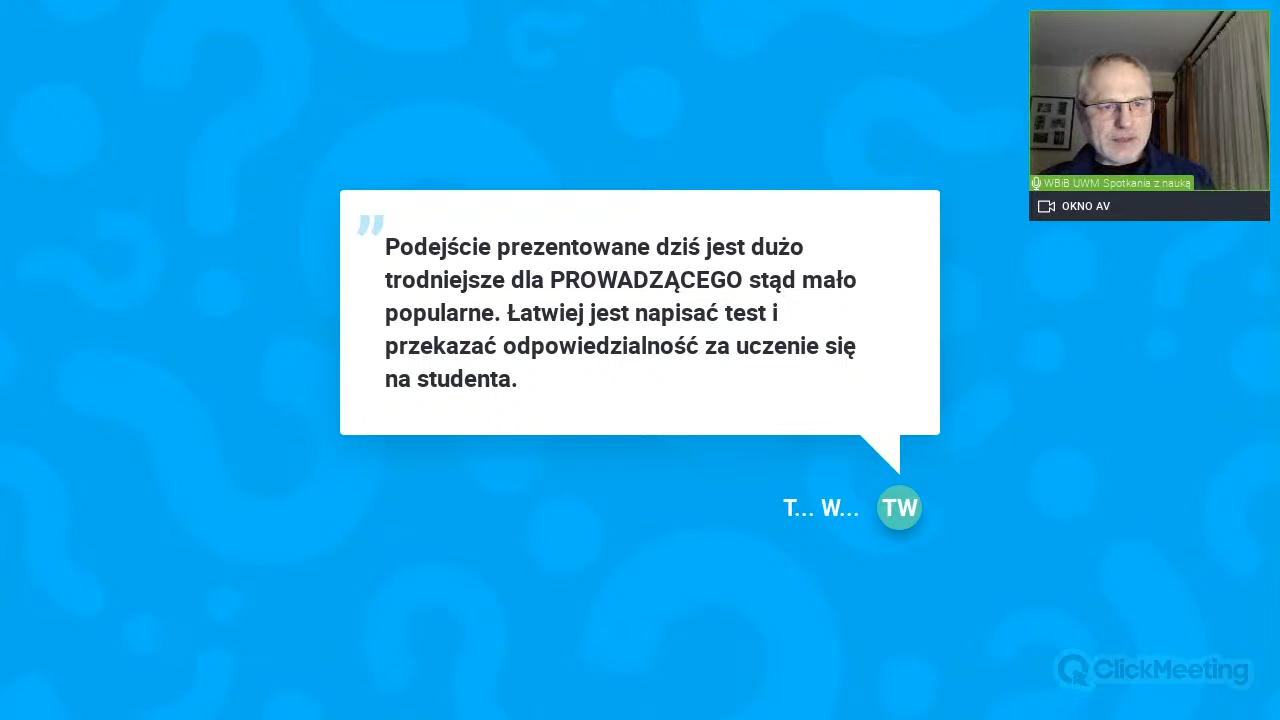 WBiB UWM Spotkania z nauką
OKNO AV
”
Podejście prezentowane dziś jest dużo
trodniejsze dla PROWADZĄCEGO stąd mało
popularne. Łatwiej jest napisać test i
przekazać odpowiedzialność za uczenie się
na studenta.
T... W... TW
ClickMeeting